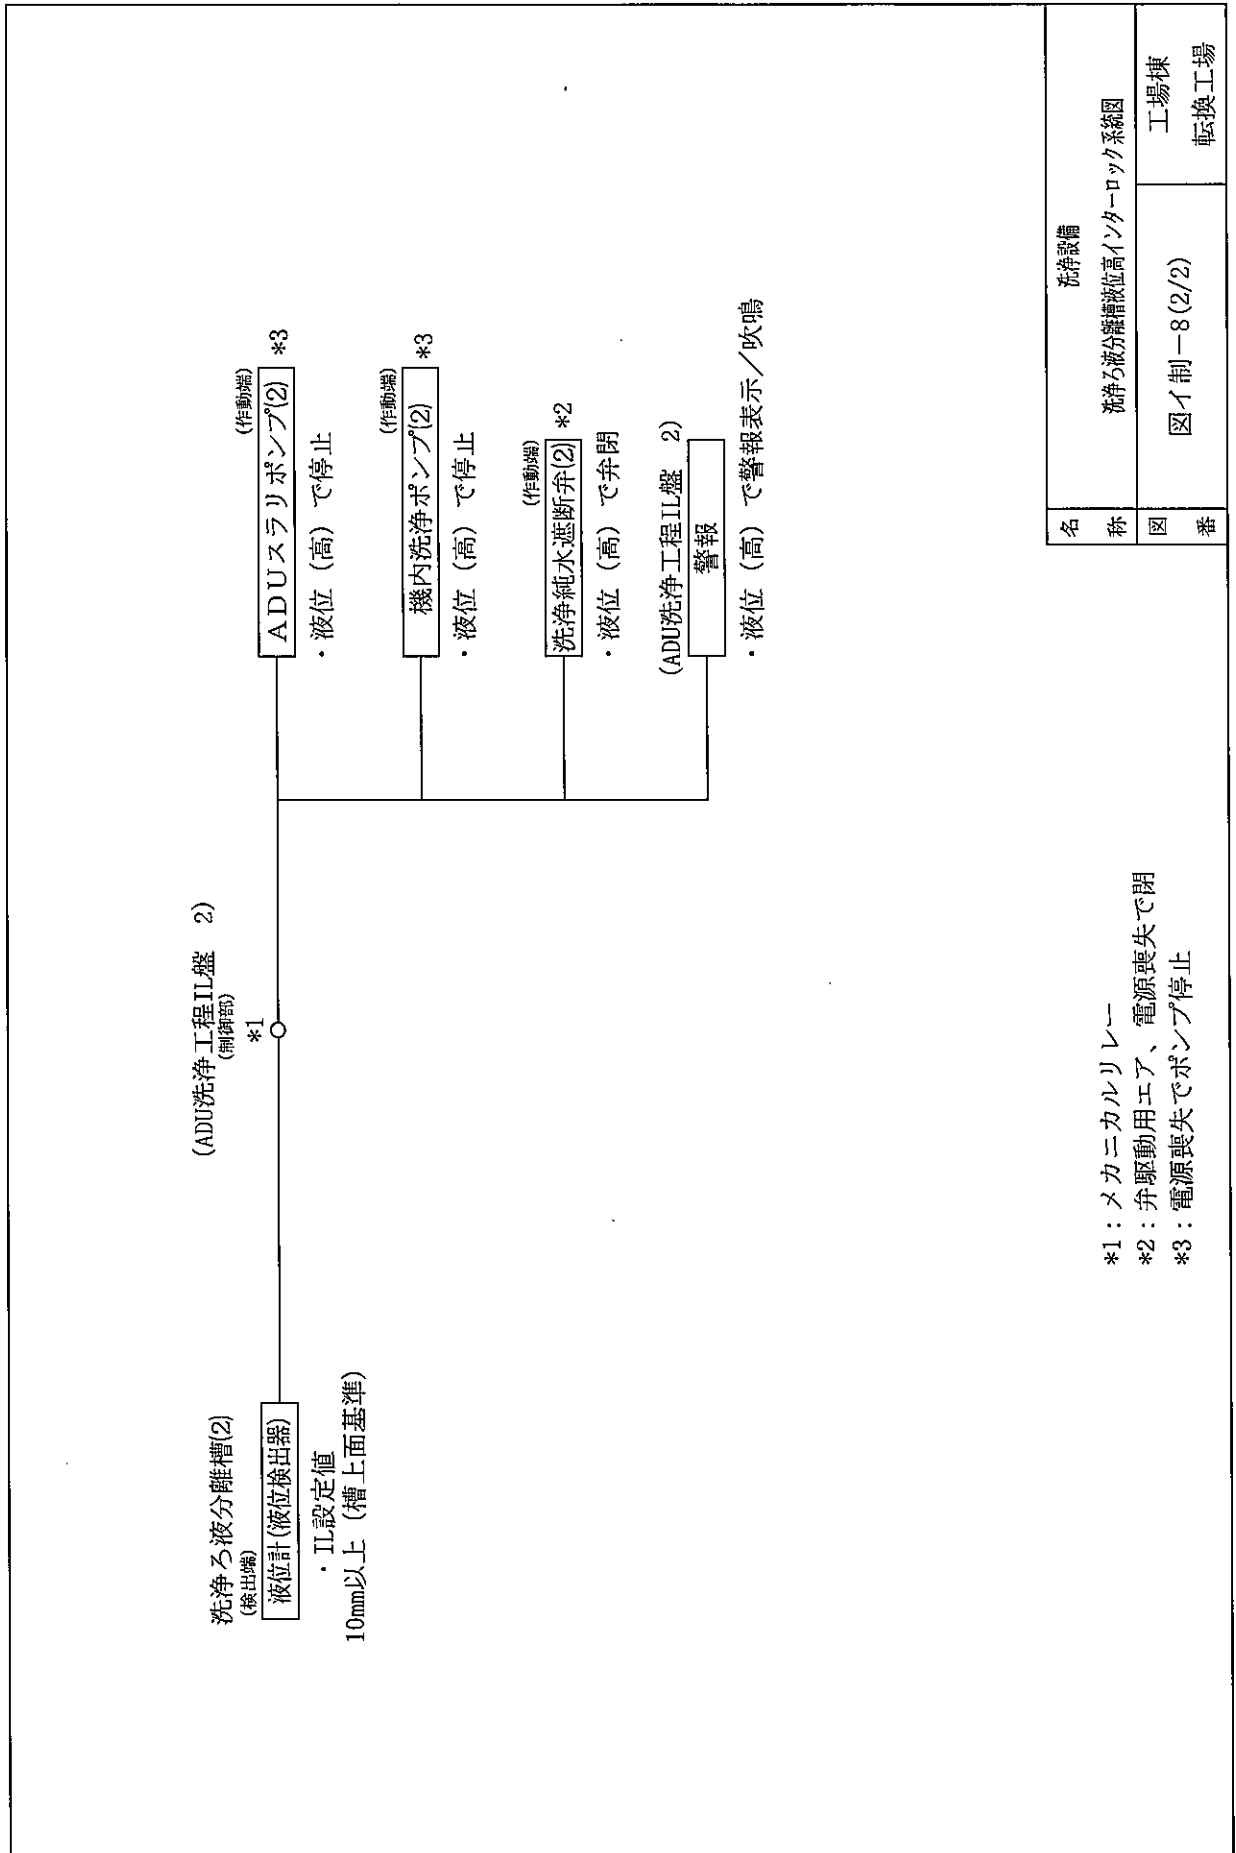 洗浄ろ液分離槽(2)
(検出端)
液位計(液位検出器)
・IL設定値
10mm以上（槽上面基準）
(ADU洗浄工程IL盤 2)
(制御部)
*1
(作動端)
ADUスラリポンプ(2) *3
・液位（高）で停止
(作動端)
機内洗浄ポンプ(2) *3
・液位（高）で停止
(作動端)
洗浄純水遮断弁(2) *2
・液位（高）で弁閉
(ADU洗浄工程IL盤 2)
警報
・液位（高）で警報表示／吹鳴
*1：メカニカルリレー
*2：弁駆動用エア、電源喪失で閉
*3：電源喪失でポンプ停止
名称
洗浄設備
洗浄ろ液分離槽液位高インターロック系統図
図番
図イ制－8(2/2)
工場棟
転換工場